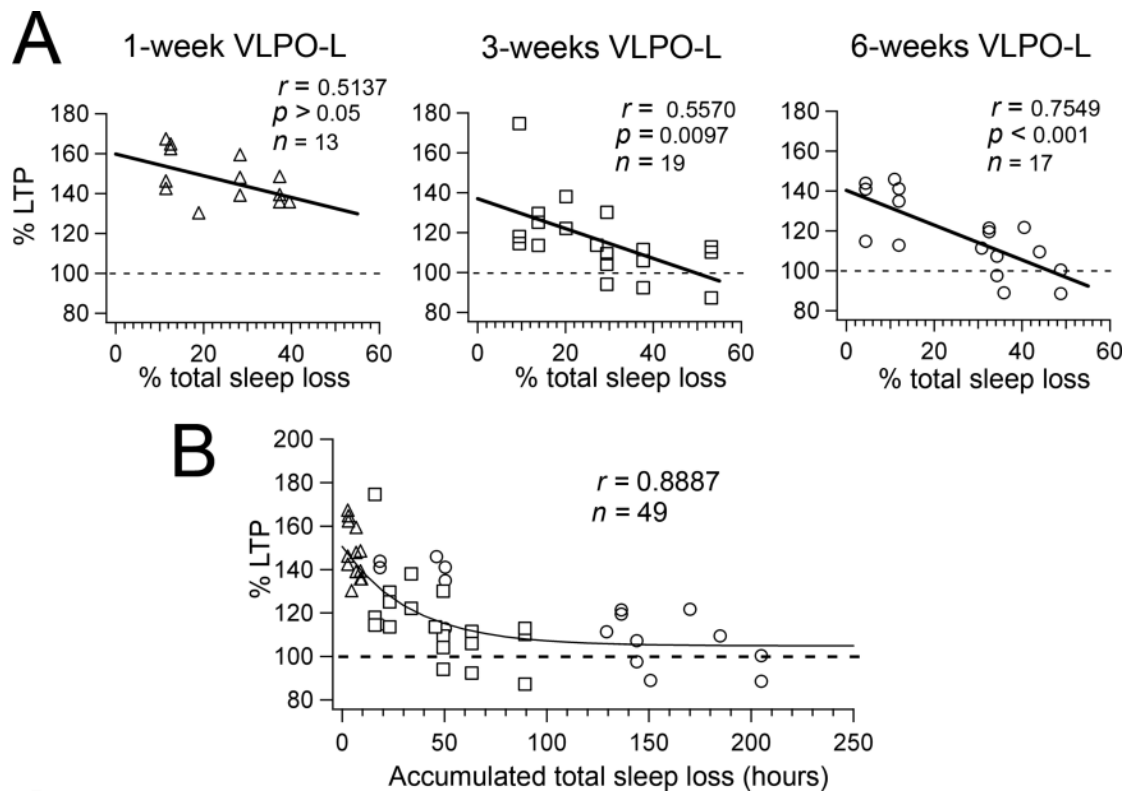 A
1-week VLPO-L
r = 0.5137
p > 0.05
n = 13
180
160
140
120
100
80
% LTP
0 20 40 60
% total sleep loss
3-weeks VLPO-L
r = 0.5570
p = 0.0097
n = 19
180
160
140
120
100
80
0 20 40 60
% total sleep loss
6-weeks VLPO-L
r = 0.7549
p < 0.001
n = 17
180
160
140
120
100
80
0 20 40 60
% total sleep loss
B
r = 0.8887
n = 49
200
180
160
140
120
100
80
% LTP
0 50 100 150 200 250
Accumulated total sleep loss (hours)